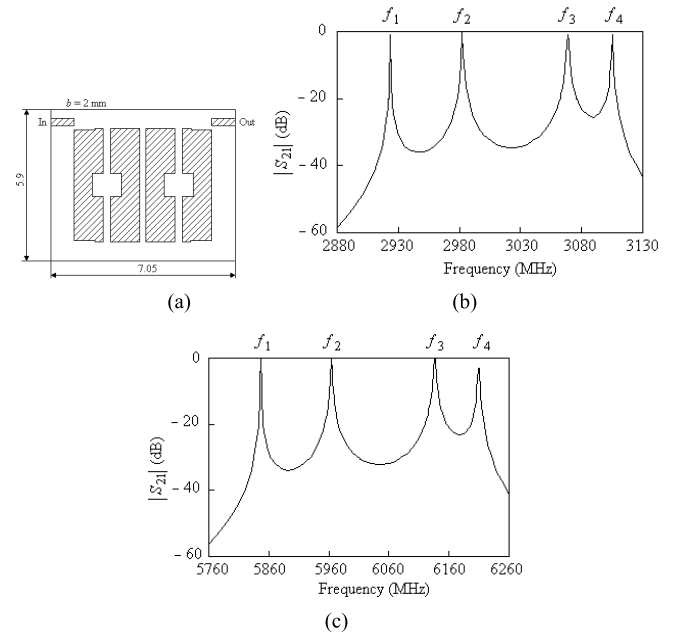 b = 2 mm
In
Out
5.9
7.05
(a)
f1 f2 f3 f4
0
– 20
– 40
– 60
|S21| (dB)
2880 2930 2980 3030 3080 3130
Frequency (MHz)
(b)
f1 f2 f3 f4
0
– 20
– 40
– 60
|S21| (dB)
5760 5860 5960 6060 6160 6260
Frequency (MHz)
(c)